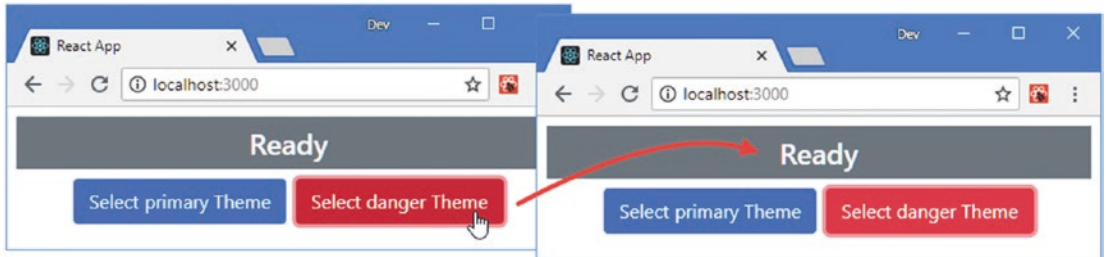 Dev
React App
localhost:3000
Ready
Select primary Theme Select danger Theme
Dev
React App
localhost:3000
Ready
Select primary Theme Select danger Theme